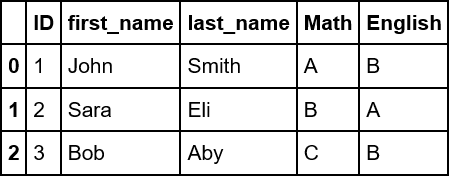 ID first_name last_name Math English
0 1 John Smith A B
1 2 Sara Eli B A
2 3 Bob Aby C B